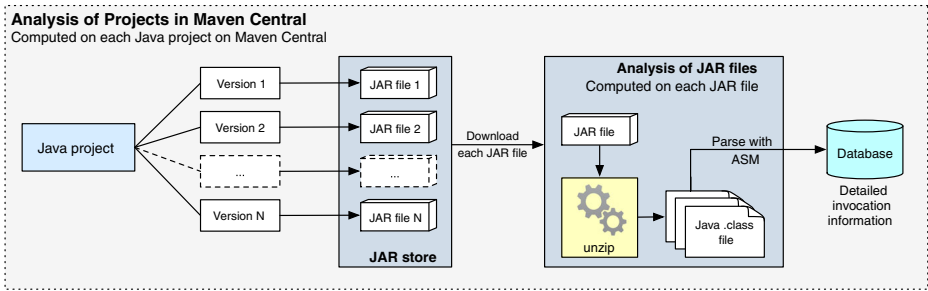 Analysis of Projects in Maven Central
Computed on each Java project on Maven Central
Java project
Version 1
Version 2
...
Version N
JAR file 1
JAR file 2
...
JAR file N
JAR store
Download
each JAR file
Analysis of JAR files
Computed on each JAR file
JAR file
unzip
Java .class
file
Parse with
ASM
Database
Detailed
invocation
information